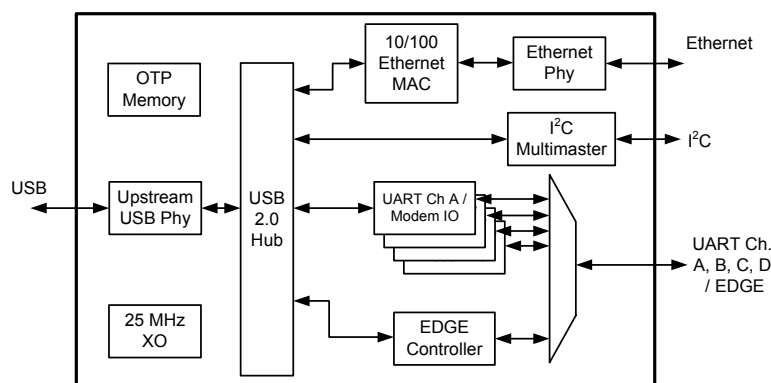 10/100
Ethernet
MAC
Ethernet
Phy
Ethernet
OTP
Memory
I²C
Multimaster
I²C
USB
Upstream
USB Phy
USB
2.0
Hub
UART Ch A /
Modem IO
UART Ch.
A, B, C, D
/ EDGE
25 MHz
XO
EDGE
Controller